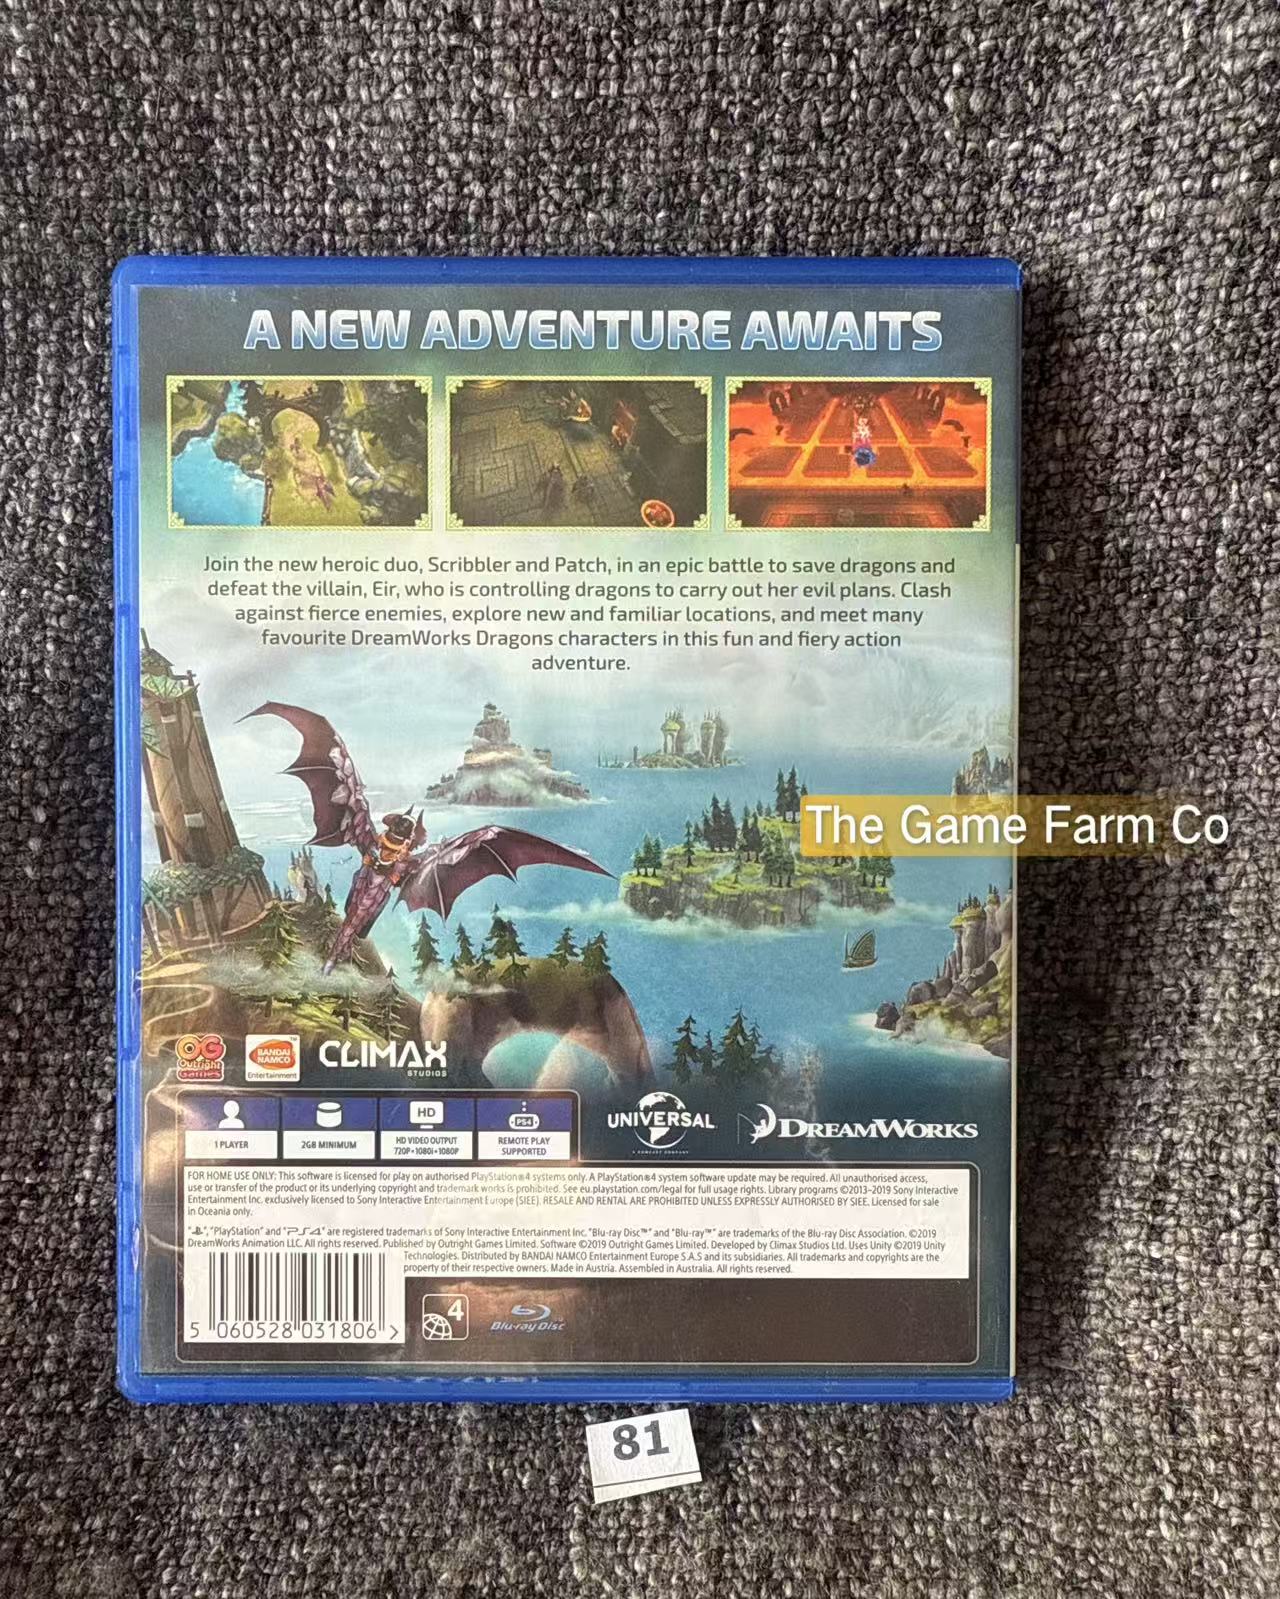 A NEW ADVENTURE AWAITS
Join the new heroic duo, Scribbler and Patch, in an epic battle to save dragons and
defeat the villain, Eir, who is controlling dragons to carry out her evil plans. Clash
against fierce enemies, explore new and familiar locations, and meet many
favourite DreamWorks Dragons characters in this fun and fiery action
adventure.
The Game Farm Co
OG
Outright
Games
BANDAI
NAMCO
Entertainment
CLIMAX
STUDIOS
1 PLAYER
2GB MINIMUM
HD
HD VIDEO OUTPUT
720P•1080i•1080P
PS4
REMOTE PLAY
SUPPORTED
UNIVERSAL
A COMCAST COMPANY
DREAMWORKS
FOR HOME USE ONLY: This software is licensed for play on authorised PlayStation®4 systems only. A PlayStation®4 system software update may be required. All unauthorised access,
use or transfer of the product or its underlying copyright and trademark works is prohibited. See eu.playstation.com/legal for full usage rights. Library programs ©2013-2019 Sony Interactive
Entertainment Inc. exclusively licensed to Sony Interactive Entertainment Europe (SIEE). RESALE AND RENTAL ARE PROHIBITED UNLESS EXPRESSLY AUTHORISED BY SIEE. Licensed for sale
in Oceania only.
"PlayStation" and "PS4" are registered trademarks of Sony Interactive Entertainment Inc. "Blu-ray Disc™" and "Blu-ray™" are trademarks of the Blu-ray Disc Association. ©2019
DreamWorks Animation LLC. All rights reserved. Published by Outright Games Limited. Software ©2019 Outright Games Limited. Developed by Climax Studios Ltd. Uses Unity ©2019 Unity
Technologies. Distributed by BANDAI NAMCO Entertainment Europe S.A.S and its subsidiaries. All trademarks and copyrights are the
property of their respective owners. Made in Austria. Assembled in Australia. All rights reserved.
5 060528 031806 >
4
Blu-ray Disc
81